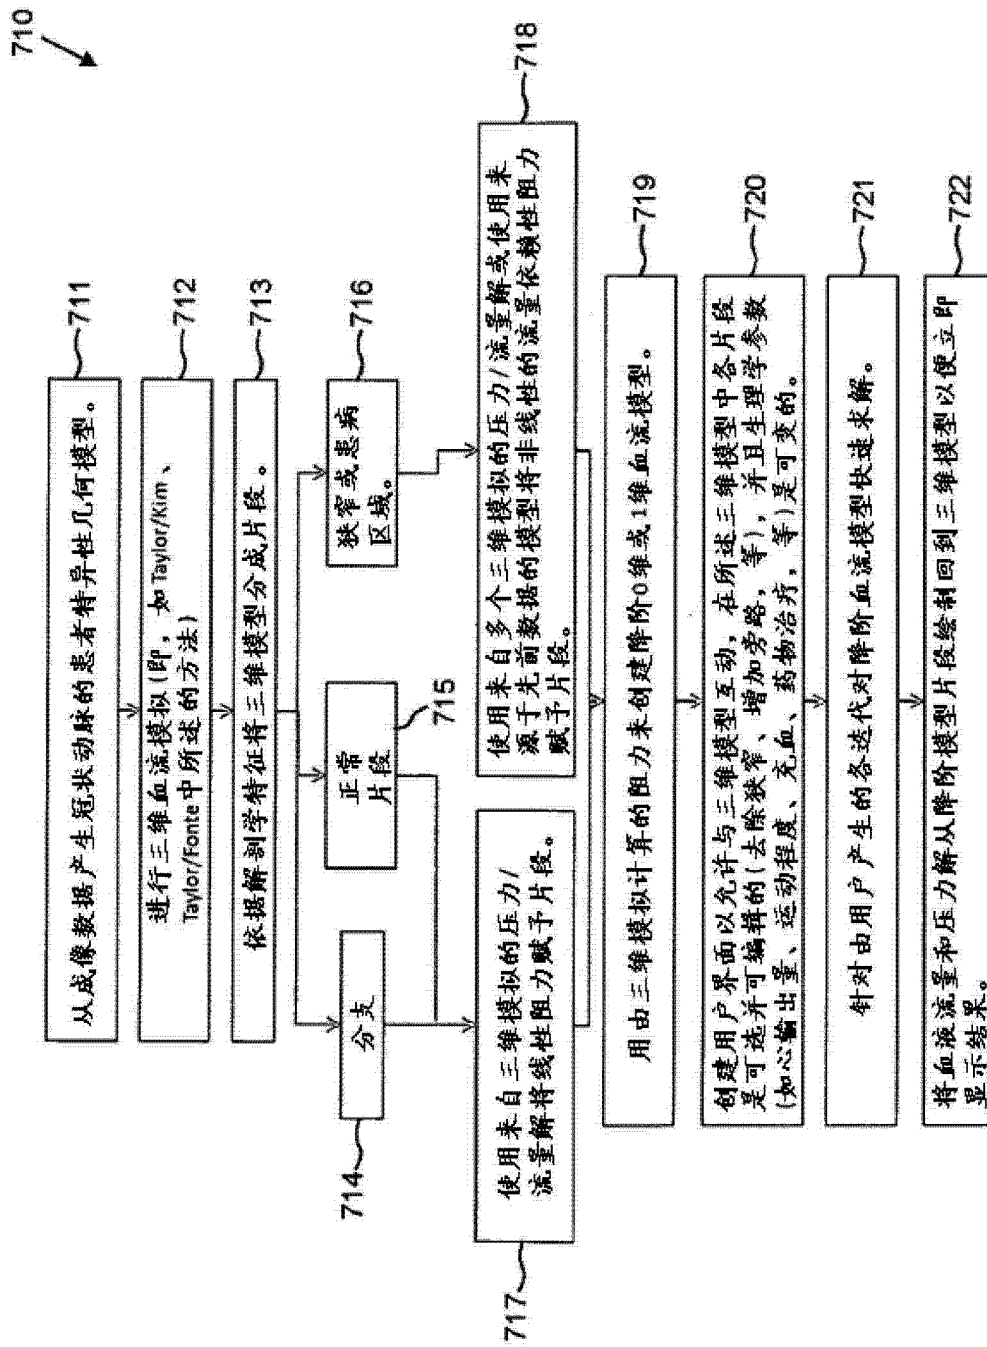 710
从成像数据产生冠状动脉的患者特异性几何模型。
711
进行三维血流模拟(即，如Taylor/Kim、
Taylor/Fonte中所述的方法)
712
依据解剖学特征将三维模型分成片段。
713
分支
714
正常
片段
715
狭窄或患病
区域。
716
使用来自三维模拟的压力/
流量解将线性阻力赋予片段。
717
使用来自多个三维模拟的压力/流量解或使用来
源于先前数据的模型将非线性的流量依赖性阻力
赋予片段。
718
用由三维模拟计算的阻力来创建降阶0维或1维血流模型。
719
创建用户界面以允许与三维模型互动，在所述三维模型中各片段
是可选并可编辑的(去除狭窄、增加旁路，等)，并且生理学参数
(如心输出量、运动程度、充血、药物治疗，等)是可变的。
720
针对由用户产生的各迭代对降阶血流模型快速求解。
721
将血液流量和压力解从降阶模型片段绘制回到三维模型以便立即
显示结果。
722